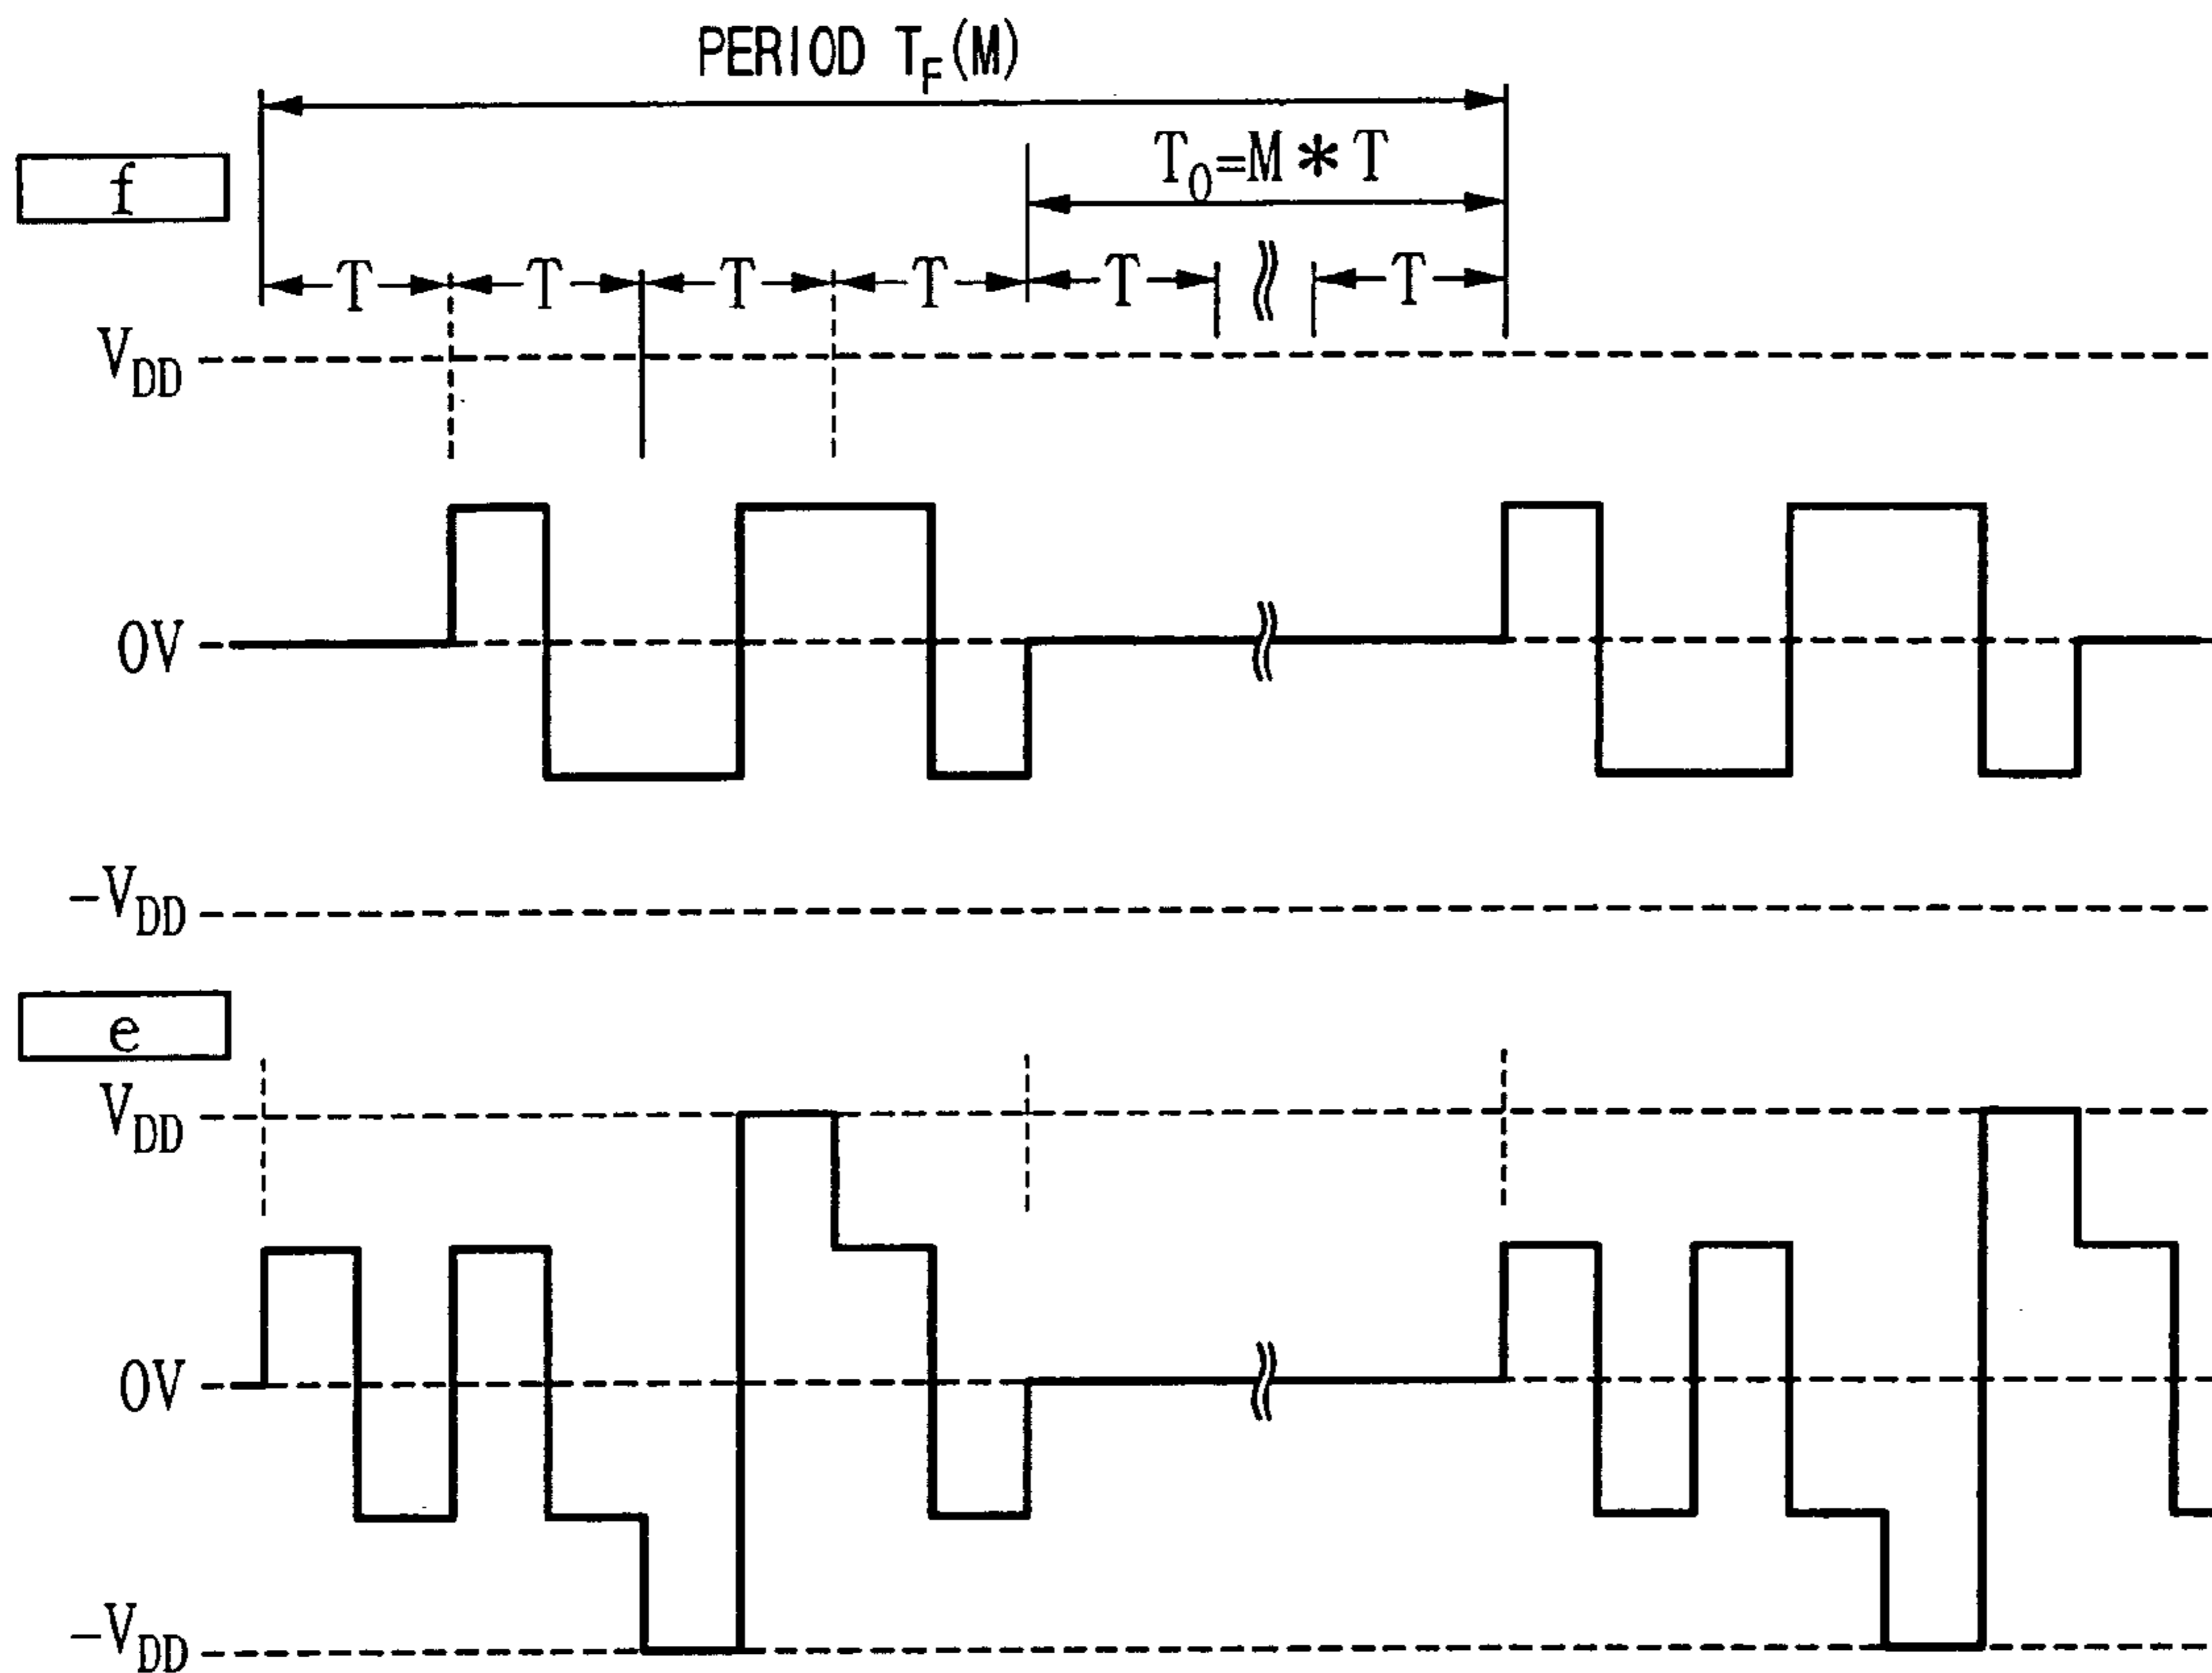 PERIOD T_F(M)
T_0=M*T
f
T T T T T T
V_DD
0V
-V_DD
e
V_DD
0V
-V_DD